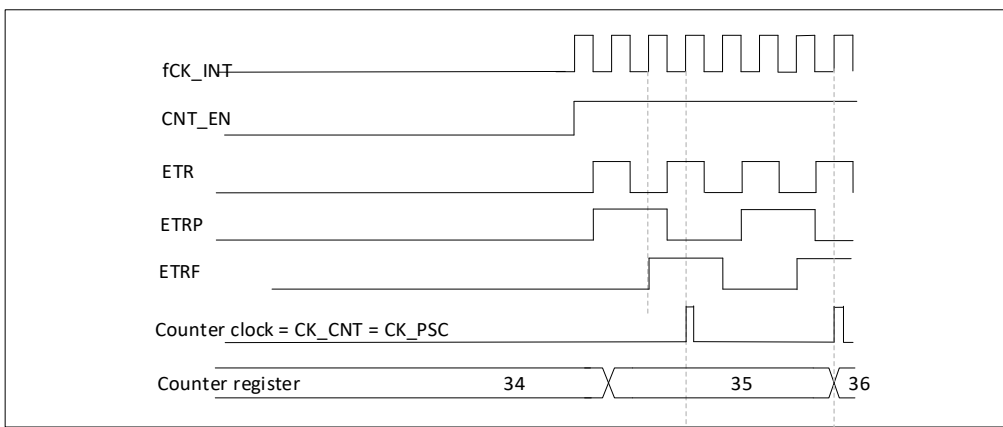 fCK_INT
CNT_EN
ETR
ETRP
ETRF
Counter clock = CK_CNT = CK_PSC
Counter register 34 35 36